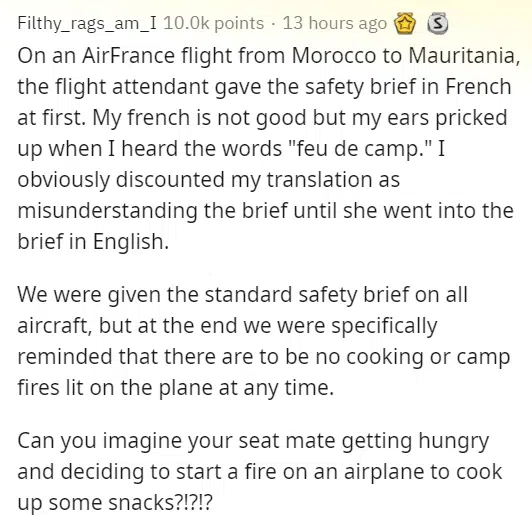 Filthy_rags_am_I 10.0k points · 13 hours ago
On an AirFrance flight from Morocco to Mauritania,
the flight attendant gave the safety brief in French
at first. My french is not good but my ears pricked
up when I heard the words "feu de camp." I
obviously discounted my translation as
misunderstanding the brief until she went into the
brief in English.
We were given the standard safety brief on all
aircraft, but at the end we were specifically
reminded that there are to be no cooking or camp
fires lit on the plane at any time.
Can you imagine your seat mate getting hungry
and deciding to start a fire on an airplane to cook
up some snacks?!?!?